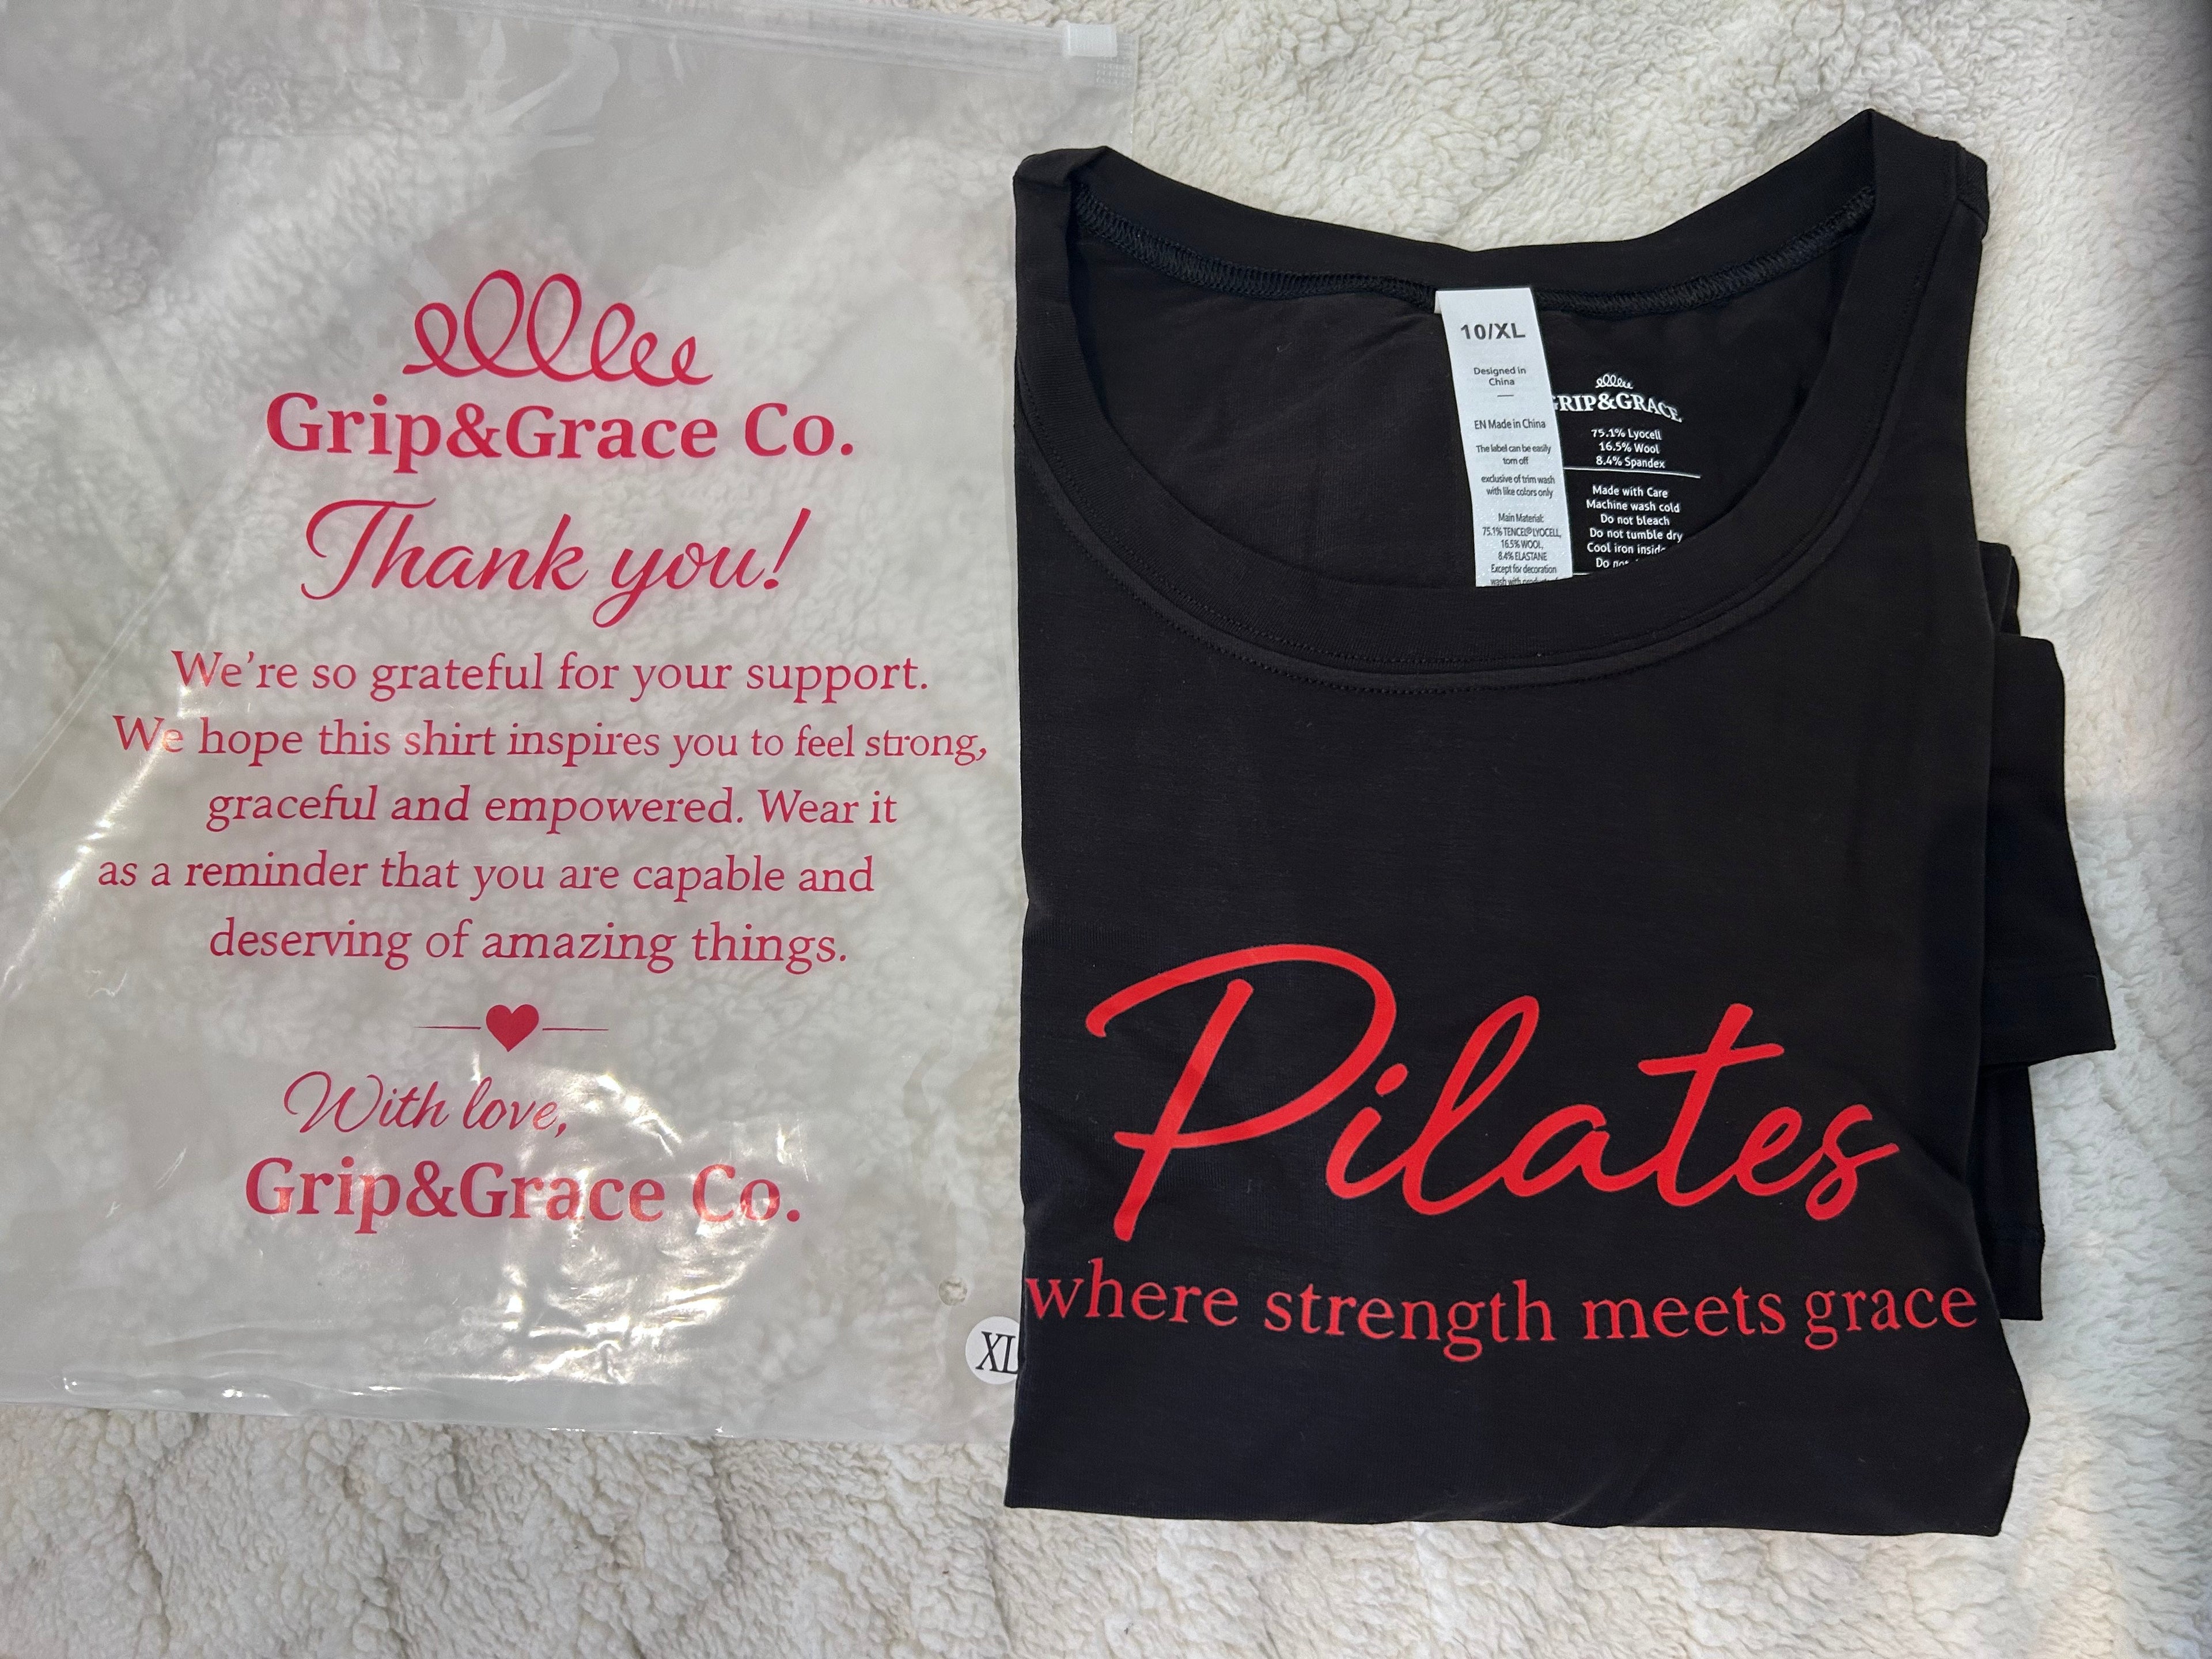 Grip&Grace Co.
Thank you!
We're so grateful for your support.
We hope this shirt inspires you to feel strong,
graceful and empowered. Wear it
as a reminder that you are capable and
deserving of amazing things.
With love,
Grip&Grace Co.
XL
10/XL
Designed in
China
EN Made in China
The label can be easily
torn off
exclusive of trim wash
with like colors only
Main Material:
75.1% TENCEL®LYOCELL,
16.5% WOOL,
8.4% ELASTANE
Except for decoration
wash with
RIP&GRACE
75.1% Lyocell
16.5% Wool
8.4% Spandex
Made with Care
Machine wash cold
Do not bleach
Do not tumble dry
Cool iron
Do
Pilates
where strength meets grace